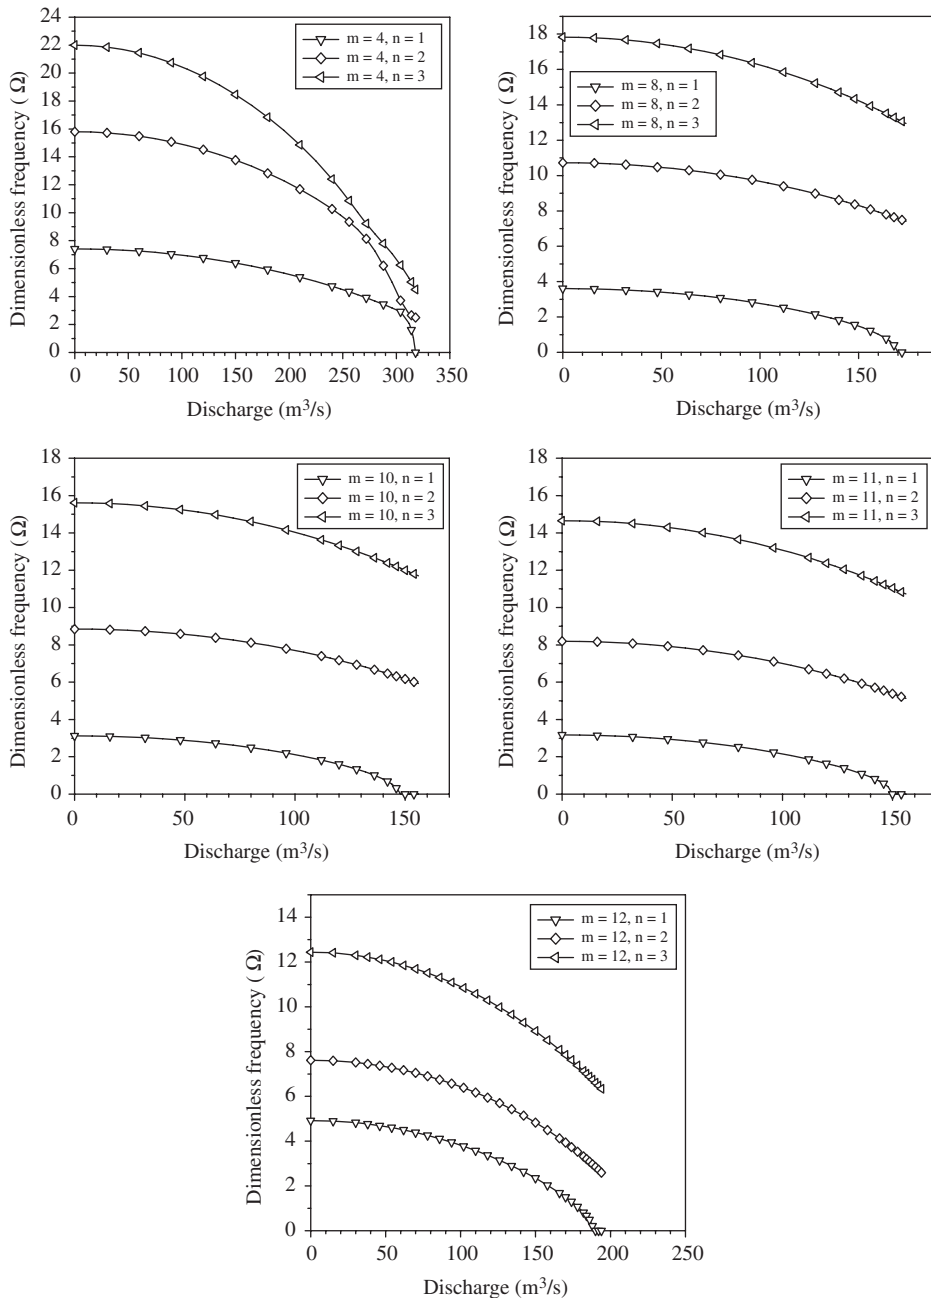 24
22
20
18
16
14
12
10
8
6
4
2
0
Dimensionless frequency ( Ω)
m = 4, n = 1
m = 4, n = 2
m = 4, n = 3
0 50 100 150 200 250 300 350
Discharge (m³/s)
18
16
14
12
10
8
6
4
2
0
Dimensionless frequency ( Ω)
m = 8, n = 1
m = 8, n = 2
m = 8, n = 3
0 50 100 150
Discharge (m³/s)
18
16
14
12
10
8
6
4
2
0
Dimensionless frequency ( Ω)
m = 10, n = 1
m = 10, n = 2
m = 10, n = 3
0 50 100 150
Discharge (m³/s)
18
16
14
12
10
8
6
4
2
0
Dimensionless frequency ( Ω)
m = 11, n = 1
m = 11, n = 2
m = 11, n = 3
0 50 100 150
Discharge (m³/s)
14
12
10
8
6
4
2
0
Dimensionless frequency ( Ω)
m = 12, n = 1
m = 12, n = 2
m = 12, n = 3
0 50 100 150 200 250
Discharge (m³/s)